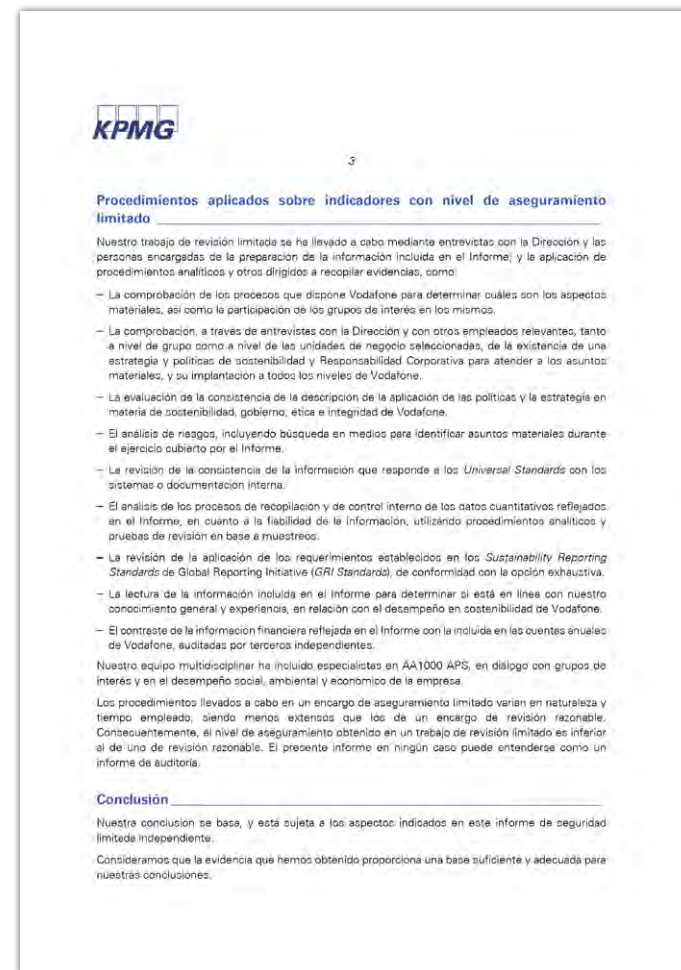 KPMG
3
Procedimientos aplicados sobre indicadores con nivel de aseguramiento
limitado
Nuestro trabajo de revisión limitada se ha llevado a cabo mediante entrevistas con la Dirección y las
personas encargadas de la preparación de la información incluida en el Informe, y la aplicación de
procedimientos analíticos y otros dirigidos a recopilar evidencias, como:
– La comprobación de los procesos que dispone Vodafone para determinar cuáles son los aspectos
materiales, así como la participación de los grupos de interés en los mismos.
– La comprobación, a través de entrevistas con la Dirección y con otros empleados relevantes, tanto
a nivel de grupo como a nivel de las unidades de negocio seleccionadas, de la existencia de una
estrategia y políticas de sostenibilidad y Responsabilidad Corporativa para atender a los asuntos
materiales, y su implantación a todos los niveles de Vodafone.
– La evaluación de la consistencia de la descripción de la aplicación de las políticas y la estrategia en
materia de sostenibilidad, gobierno, ética e integridad de Vodafone.
– El análisis de riesgos, incluyendo búsqueda en medios para identificar asuntos materiales durante
el ejercicio cubierto por el Informe.
– La revisión de la consistencia de la información que responde a los Universal Standards con los
sistemas o documentación interna.
– El análisis de los procesos de recopilación y de control interno de los datos cuantitativos reflejados
en el Informe, en cuanto a la fiabilidad de la información, utilizando procedimientos analíticos y
pruebas de revisión en base a muestreos.
– La revisión de la aplicación de los requerimientos establecidos en los Sustainability Reporting
Standards de Global Reporting Initiative (GRI Standards), de conformidad con la opción exhaustiva.
– La lectura de la información incluida en el Informe para determinar si está en línea con nuestro
conocimiento general y experiencia, en relación con el desempeño en sostenibilidad de Vodafone.
– El contraste de la información financiera reflejada en el Informe con la incluida en las cuentas anuales
de Vodafone, auditadas por terceros independientes.
Nuestro equipo multidisciplinar ha incluido especialistas en AA1000 APS, en diálogo con grupos de
interés y en el desempeño social, ambiental y económico de la empresa.
Los procedimientos llevados a cabo en un encargo de aseguramiento limitado varían en naturaleza y
tiempo empleado, siendo menos extensos que los de un encargo de revisión razonable.
Consecuentemente, el nivel de aseguramiento obtenido en un trabajo de revisión limitado es inferior
al de uno de revisión razonable. El presente informe en ningún caso puede entenderse como un
informe de auditoría.
Conclusión
Nuestra conclusión se basa, y está sujeta a los aspectos indicados en este informe de seguridad
limitada independiente.
Consideramos que la evidencia que hemos obtenido proporciona una base suficiente y adecuada para
nuestras conclusiones.